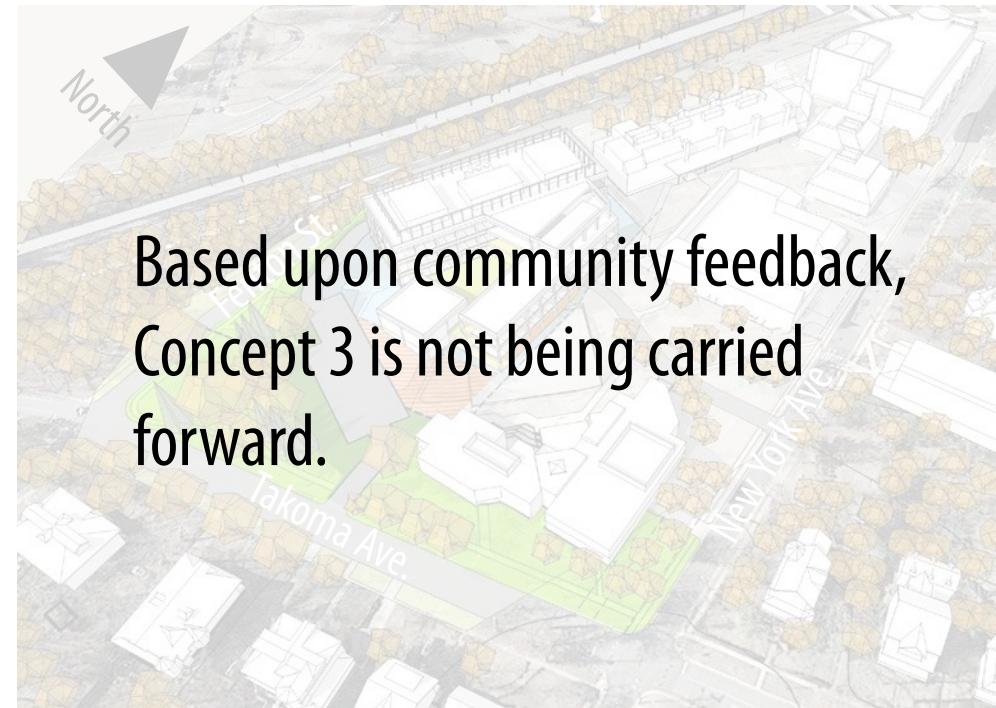 North
Based upon community feedback,
Concept 3 is not being carried
forward.
Takoma Ave.
New York Ave.